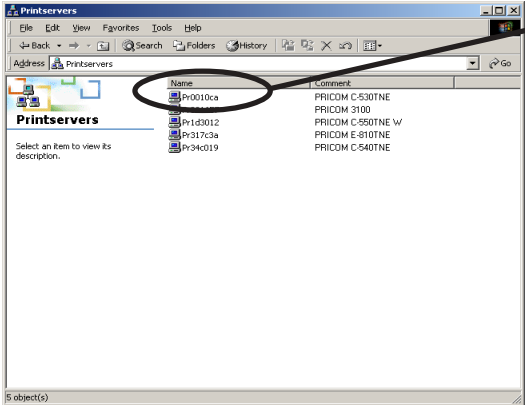 Printservers
File Edit View Favorites Tools Help
Back Search Folders History
Address Printservers Go
Name Comment
Pr0010ca PRICOM C-530TNE
PRICOM 3100
Pr1d3012 PRICOM C-550TNE W
Pr317c3a PRICOM E-810TNE
Pr34c019 PRICOM C-540TNE
Printservers
Select an item to view its
description.
5 object(s)